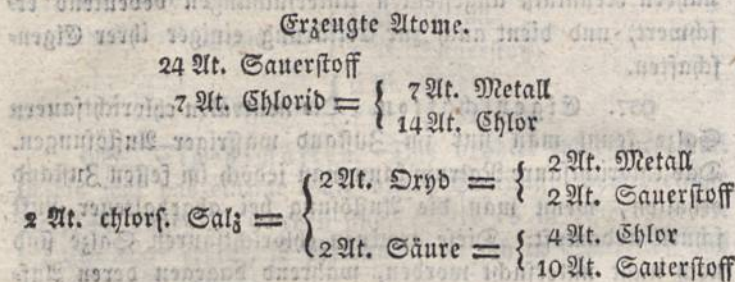 Erzeugte Atome.
24 At. Sauerstoff
7 At. Chlorid = { 7 At. Metall
14 At. Chlor
2 At. chlors. Salz = { 2 At. Oxyd = { 2 At. Metall
2 At. Sauerstoff
2 At. Säure = { 4 At. Chlor
10 At. Sauerstoff